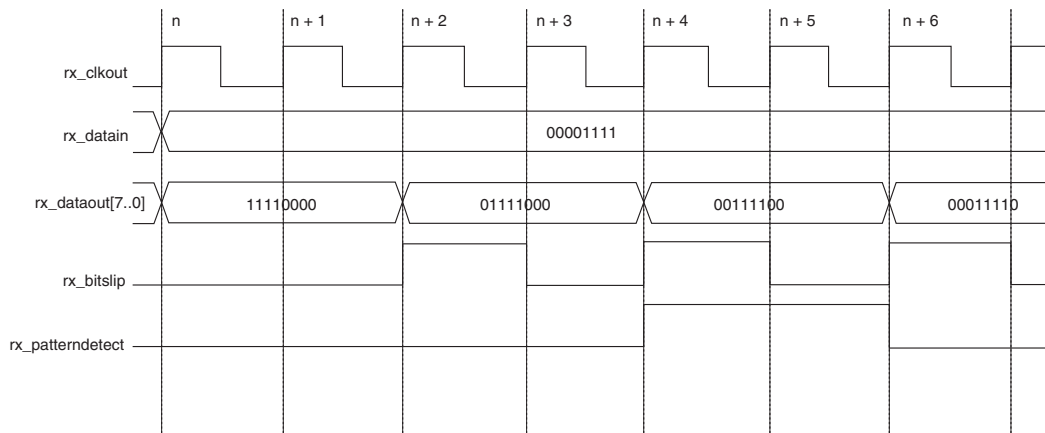 n n + 1 n + 2 n + 3 n + 4 n + 5 n + 6
rx_clkout
rx_datain 00001111
rx_dataout[7..0] 11110000 01111000 00111100 00011110
rx_bitslip
rx_patterndetect